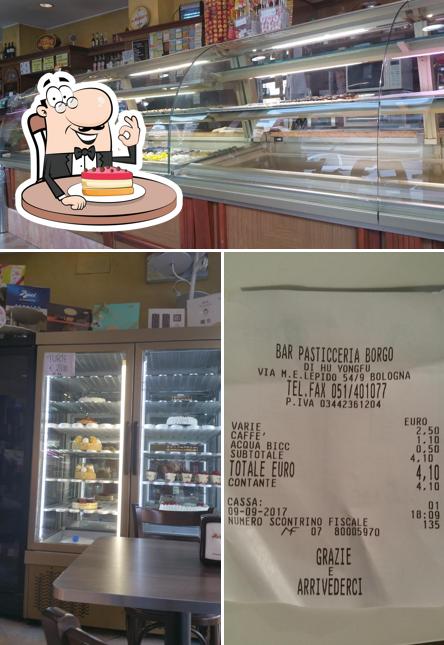 TORTE
BAR PASTICCERIA BORGO
DI HU YONGFU
VIA M.E.LEPIDO 54/9 BOLOGNA
TEL.FAX 051/401077
P.IVA 03442361204
EURO
VARIE 2,50
CAFFE' 1,10
ACQUA BICC 0,50
SUBTOTALE 4,10
TOTALE EURO 4,10
CONTANTE 4,10
CASSA: 01
09-09-2017 18:09
NUMERO SCONTRINO FISCALE 135
MF 07 80005970
GRAZIE
E
ARRIVEDERCI